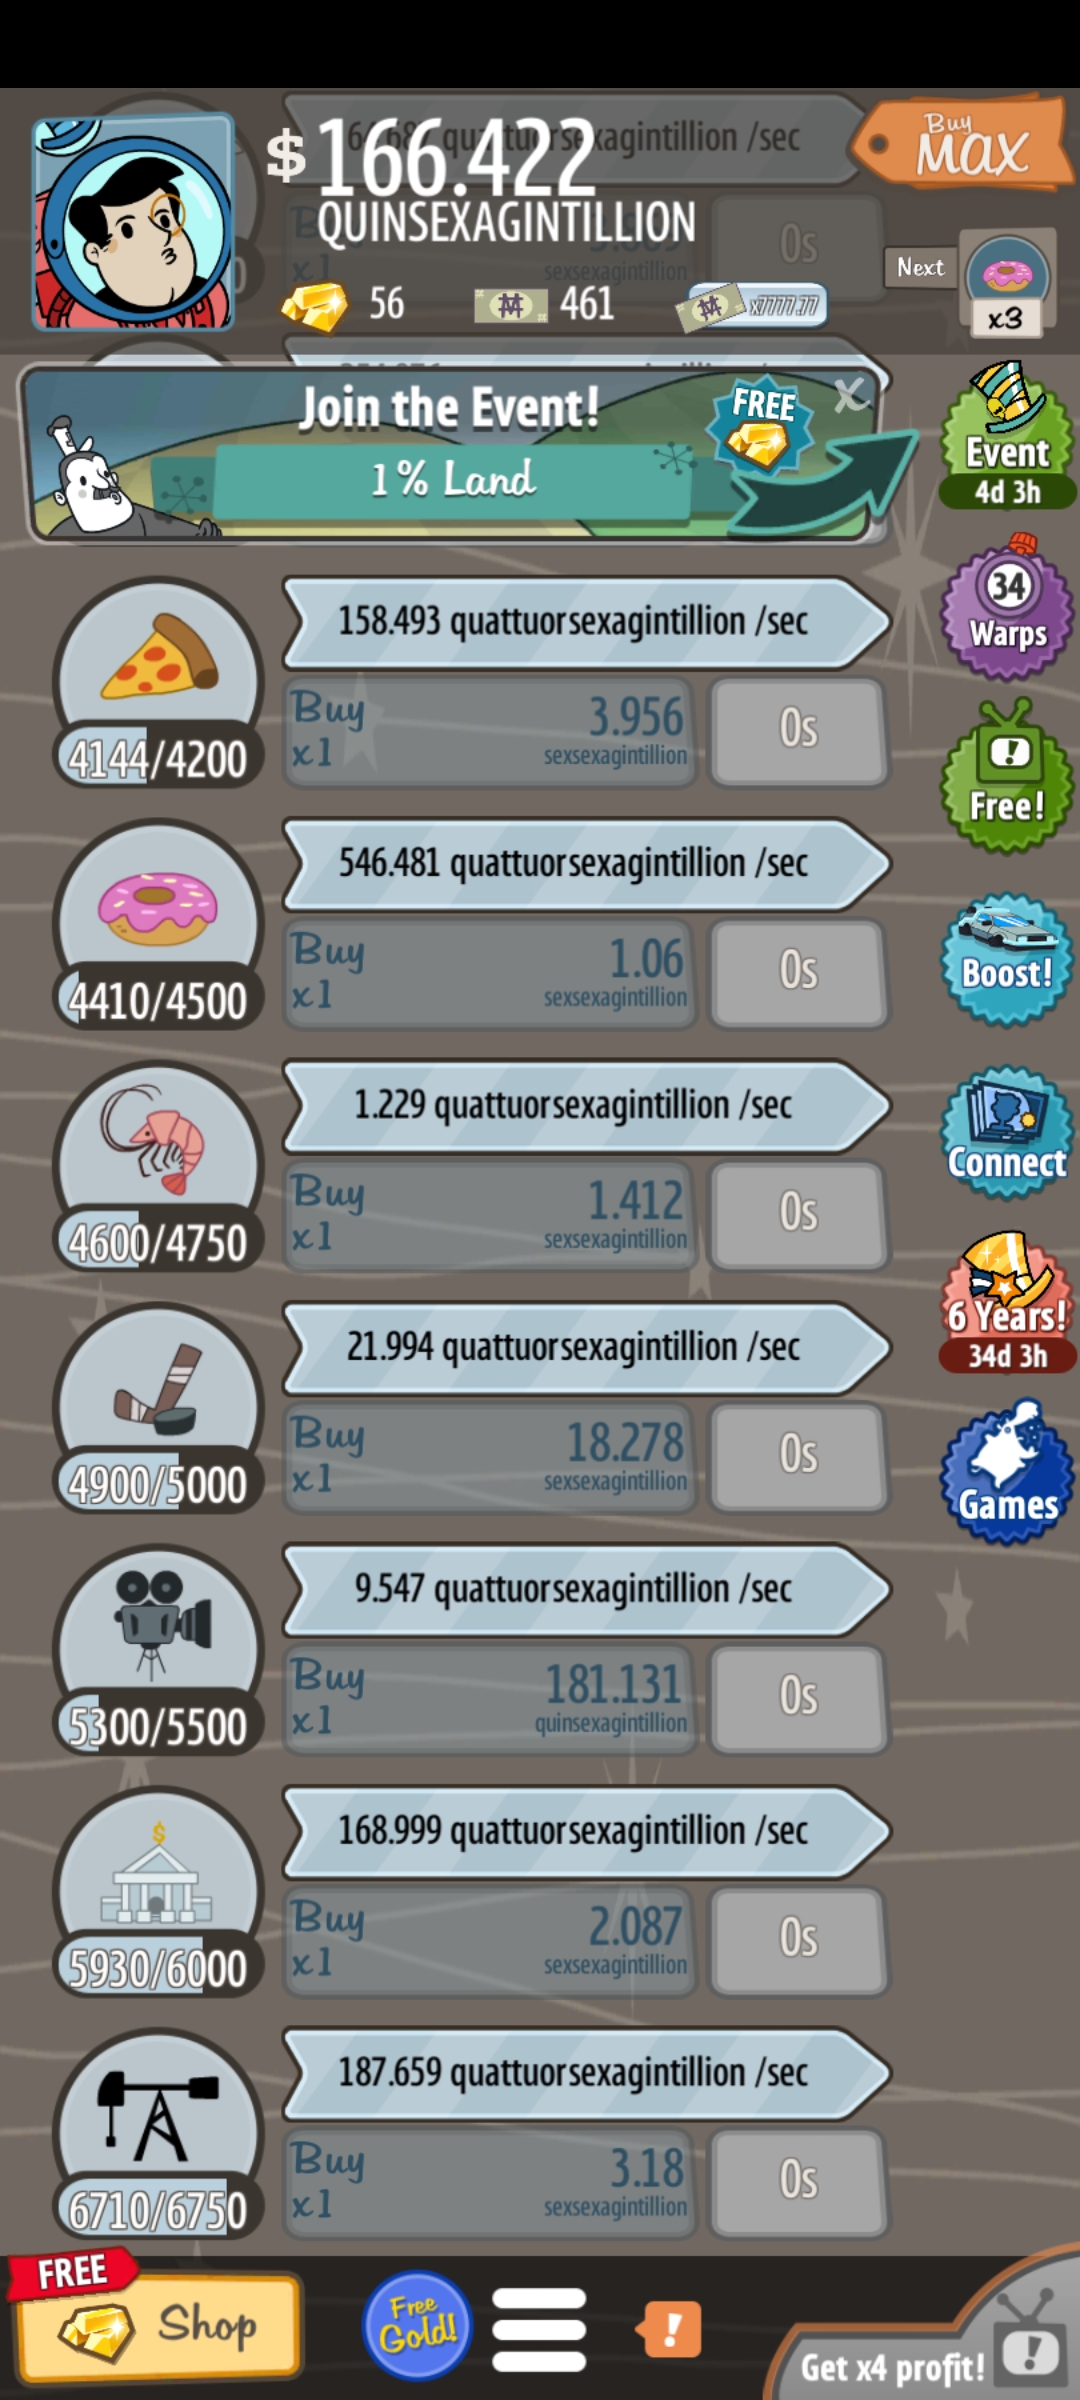 $ 166.422
QUINSEXAGINTILLION
quattuorsexagintillion /sec
Buy
MAX
x1
sexsexagintillion
0s
56
461
x7777.77
Next
x3
Join the Event!
FREE
X
1% Land
Event
4d 3h
158.493 quattuorsexagintillion /sec
34
Warps
Buy
x1
3.956
sexsexagintillion
0s
4144/4200
!
Free!
546.481 quattuorsexagintillion /sec
Buy
x1
1.06
sexsexagintillion
0s
4410/4500
Boost!
1.229 quattuorsexagintillion /sec
Buy
x1
1.412
sexsexagintillion
0s
4600/4750
Connect
21.994 quattuorsexagintillion /sec
6 Years!
34d 3h
Buy
x1
18.278
sexsexagintillion
0s
4900/5000
Games
9.547 quattuorsexagintillion /sec
Buy
x1
181.131
quinsexagintillion
0s
5300/5500
168.999 quattuorsexagintillion /sec
$
Buy
x1
2.087
sexsexagintillion
0s
5930/6000
187.659 quattuorsexagintillion /sec
Buy
x1
3.18
sexsexagintillion
0s
6710/6750
FREE
Shop
Free
Gold!
!
Get x4 profit!
!